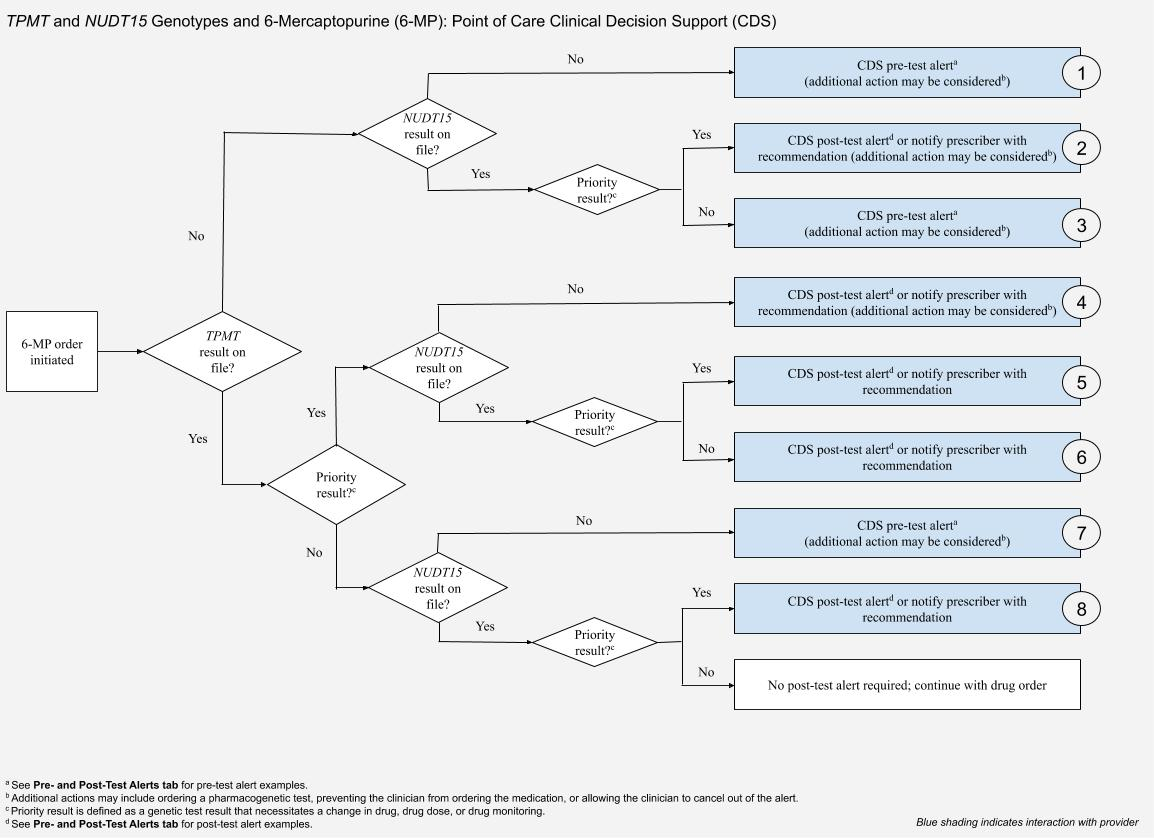 TPMT and NUDT15 Genotypes and 6-Mercaptopurine (6-MP): Point of Care Clinical Decision Support (CDS)
No
CDS pre-test alertᵃ
(additional action may be consideredᵇ)
1
NUDT15
result on
file?
Yes
Priority
result?ᶜ
Yes
CDS post-test alertᵈ or notify prescriber with
recommendation (additional action may be consideredᵇ)
2
No
CDS pre-test alertᵃ
(additional action may be consideredᵇ)
3
No
6-MP order
initiated
TPMT
result on
file?
Yes
Priority
result?ᶜ
Yes
NUDT15
result on
file?
No
CDS post-test alertᵈ or notify prescriber with
recommendation (additional action may be consideredᵇ)
4
Yes
Priority
result?ᶜ
Yes
CDS post-test alertᵈ or notify prescriber with
recommendation
5
No
CDS post-test alertᵈ or notify prescriber with
recommendation
6
No
NUDT15
result on
file?
No
CDS pre-test alertᵃ
(additional action may be consideredᵇ)
7
Yes
Priority
result?ᶜ
Yes
CDS post-test alertᵈ or notify prescriber with
recommendation
8
No
No post-test alert required; continue with drug order
ᵃ See Pre- and Post-Test Alerts tab for pre-test alert examples.
ᵇ Additional actions may include ordering a pharmacogenetic test, preventing the clinician from ordering the medication, or allowing the clinician to cancel out of the alert.
ᶜ Priority result is defined as a genetic test result that necessitates a change in drug, drug dose, or drug monitoring.
ᵈ See Pre- and Post-Test Alerts tab for post-test alert examples.
Blue shading indicates interaction with provider